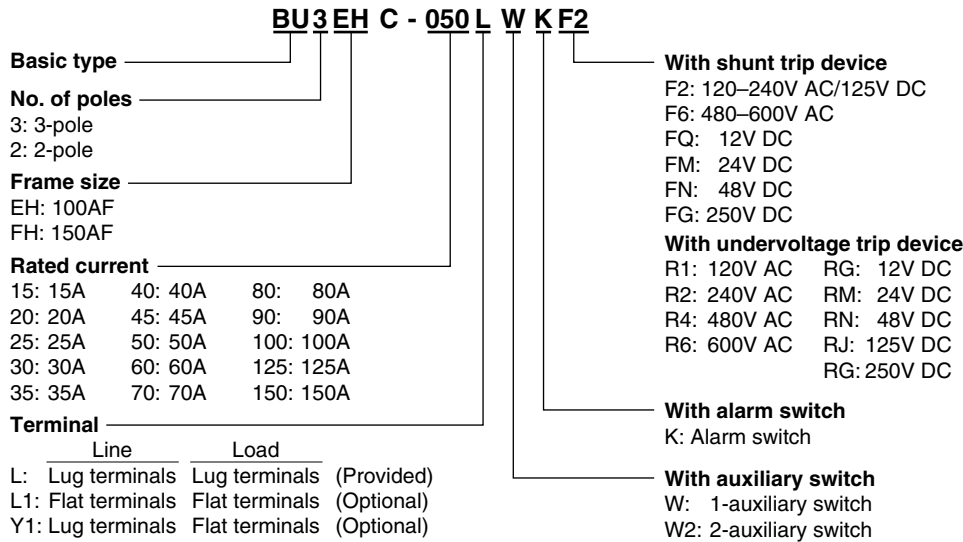 BU3EH C - 050 L W K F2
Basic type
No. of poles
3: 3-pole
2: 2-pole
Frame size
EH: 100AF
FH: 150AF
Rated current
15: 15A 40: 40A 80: 80A
20: 20A 45: 45A 90: 90A
25: 25A 50: 50A 100: 100A
30: 30A 60: 60A 125: 125A
35: 35A 70: 70A 150: 150A
Terminal
Line Load
L: Lug terminals Lug terminals (Provided)
L1: Flat terminals Flat terminals (Optional)
Y1: Lug terminals Flat terminals (Optional)
With shunt trip device
F2: 120–240V AC/125V DC
F6: 480–600V AC
FQ: 12V DC
FM: 24V DC
FN: 48V DC
FG: 250V DC
With undervoltage trip device
R1: 120V AC RG: 12V DC
R2: 240V AC RM: 24V DC
R4: 480V AC RN: 48V DC
R6: 600V AC RJ: 125V DC
RG: 250V DC
With alarm switch
K: Alarm switch
With auxiliary switch
W: 1-auxiliary switch
W2: 2-auxiliary switch